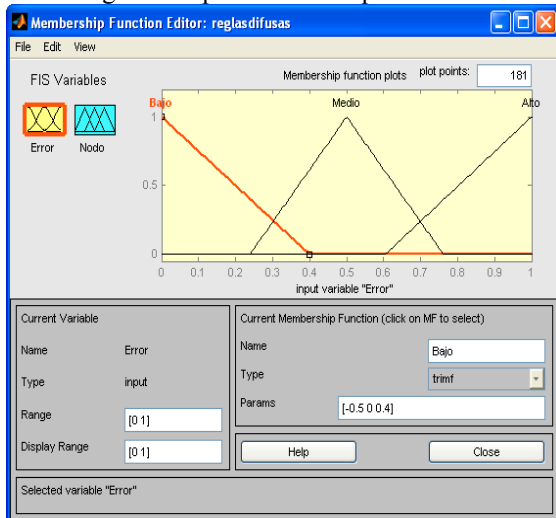 Membership Function Editor: reglasdifusas
File Edit View
FIS Variables
Error Nodo
Membership function plots plot points: 181
Bajo Medio Alto
1
0.5
0
0 0.1 0.2 0.3 0.4 0.5 0.6 0.7 0.8 0.9 1
input variable "Error"
Current Variable
Name Error
Type input
Range [0 1]
Display Range [0 1]
Current Membership Function (click on MF to select)
Name Bajo
Type trimf
Params [-0.5 0 0.4]
Help Close
Selected variable "Error"